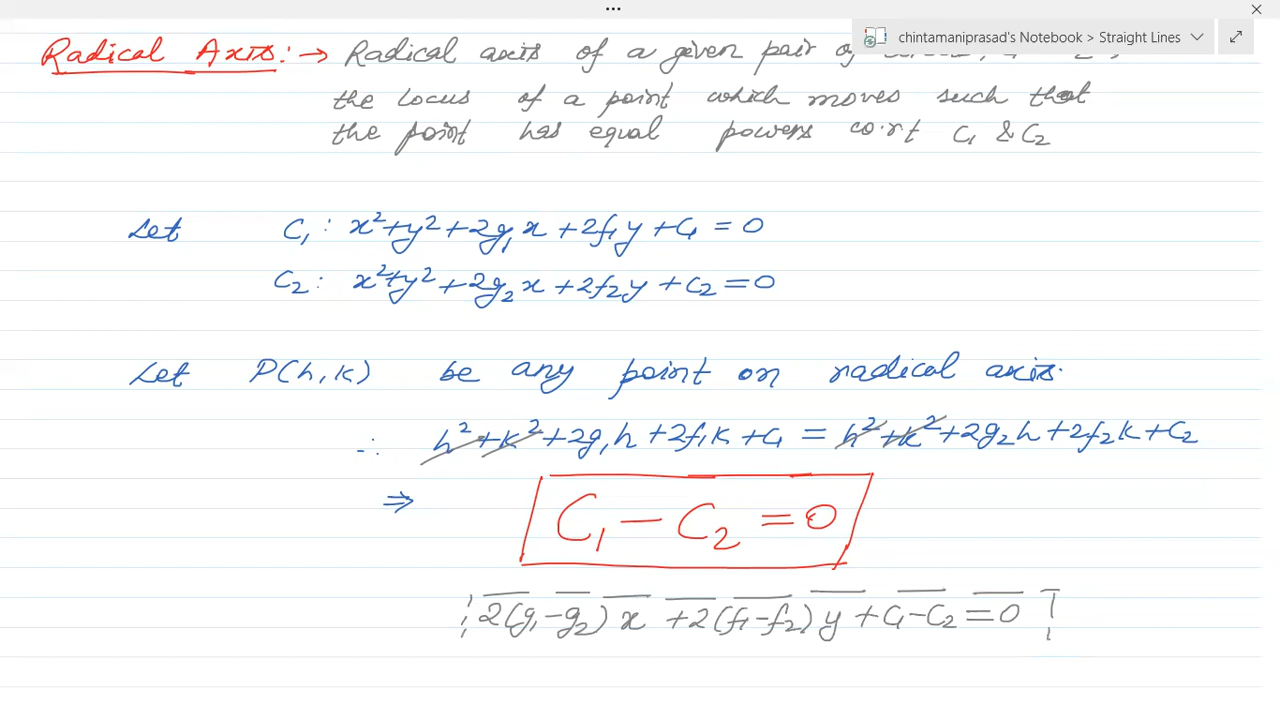 ...
chintamaniprasad's Notebook > Straight Lines
Radical Axis: → Radical axis of a given pair of
the locus of a point which moves such that
the point has equal powers w.r.t C₁ & C₂
Let C₁: x²+y²+2g₁x+2f₁y+c₁=0
C₂: x²+y²+2g₂x+2f₂y+c₂=0
Let P(h,k) be any point on radical axis.
∴ h²+k²+2g₁h+2f₁k+c₁ = h²+k²+2g₂h+2f₂k+c₂
⇒ C₁ − C₂ = 0
2(g₁−g₂)x +2(f₁−f₂)y +c₁−c₂=0